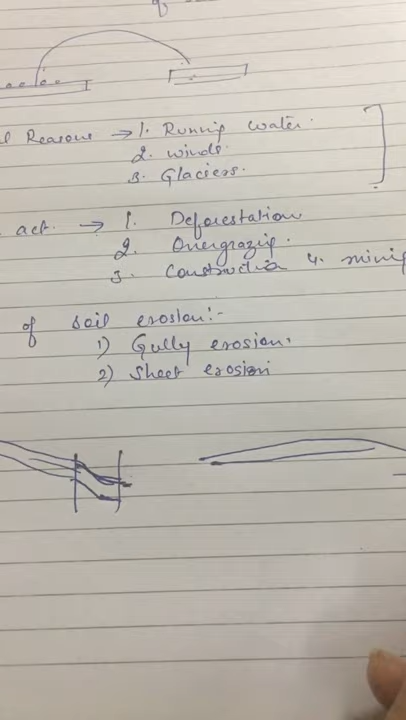 of
l Reasons → 1. Running water.
2. winds.
3. Glaciers.
act. → 1. Deforestation
2. Overgrazing.
3. Construction 4. mining
of soil erosion:-
1) Gully erosion.
2) Sheet erosion